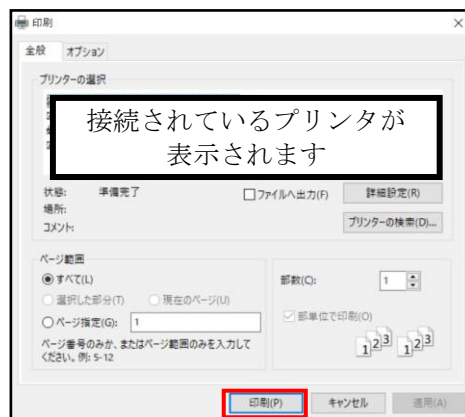 印刷
全般 オプション
プリンターの選択
接続されているプリンタが
表示されます
状態: 準備完了
場所:
コメント:
ファイルへ出力(F)
詳細設定(R)
プリンターの検索(D)...
ページ範囲
すべて(L)
選択した部分(T) 現在のページ(U)
ページ指定(G): 1
ページ番号のみか、またはページ範囲のみを入力して
ください。例: 5-12
部数(C): 1
部単位で印刷(O)
1 2 3 1 2 3
印刷(P) キャンセル 適用(A)